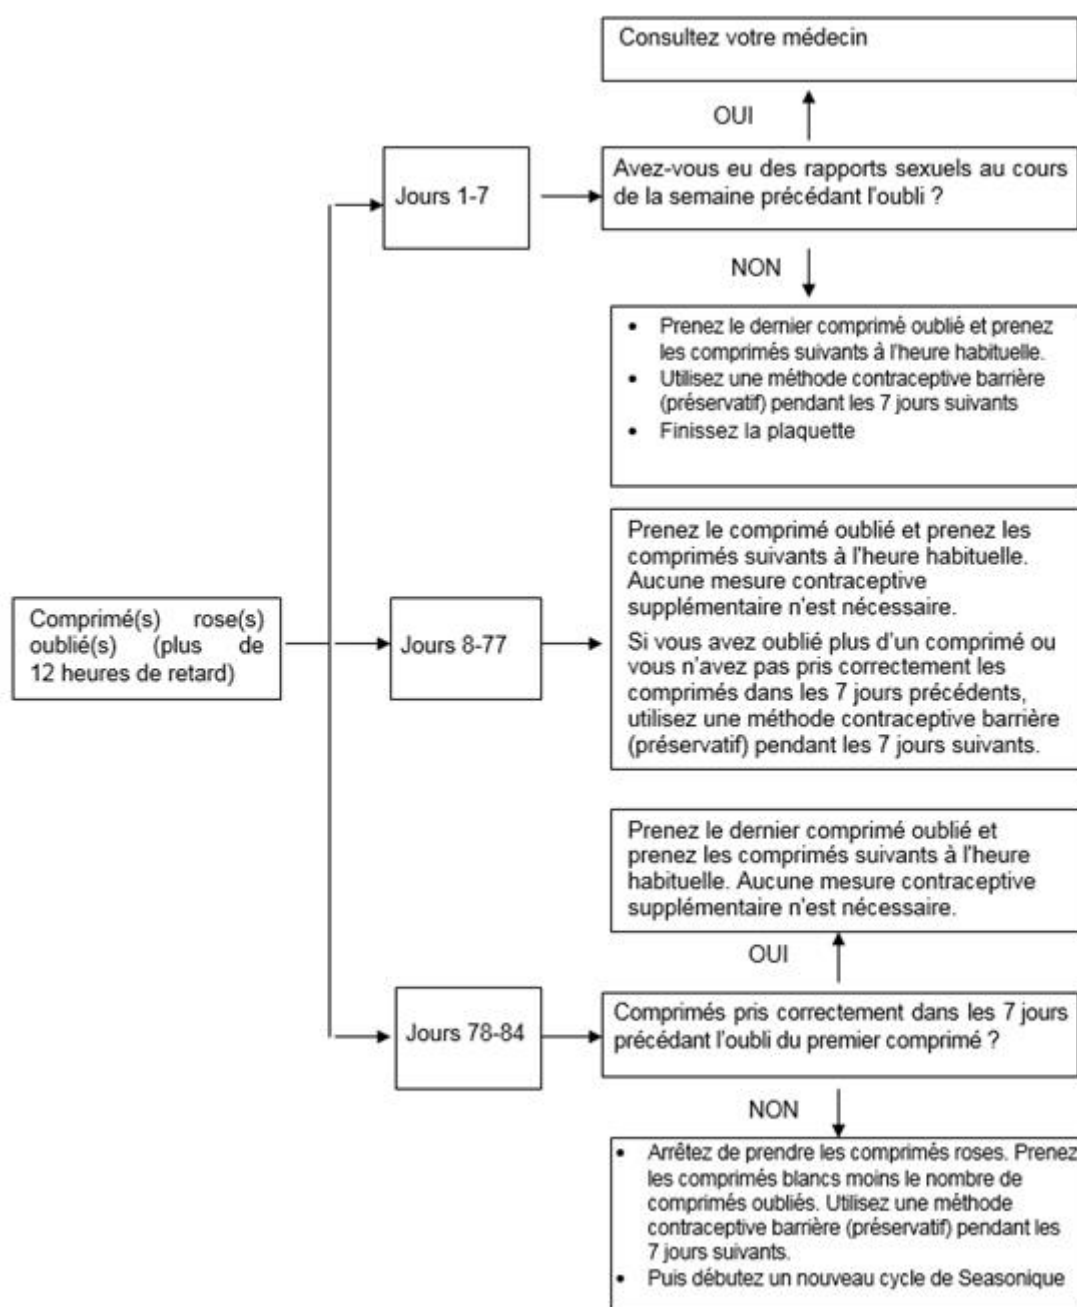 Consultez votre médecin
OUI
Avez-vous eu des rapports sexuels au cours
de la semaine précédant l'oubli ?
Jours 1-7
NON
• Prenez le dernier comprimé oublié et prenez
les comprimés suivants à l'heure habituelle.
• Utilisez une méthode contraceptive barrière
(préservatif) pendant les 7 jours suivants
• Finissez la plaquette
Comprimé(s) rose(s)
oublié(s) (plus de
12 heures de retard)
Jours 8-77
Prenez le comprimé oublié et prenez les
comprimés suivants à l'heure habituelle.
Aucune mesure contraceptive
supplémentaire n'est nécessaire.
Si vous avez oublié plus d'un comprimé ou
vous n'avez pas pris correctement les
comprimés dans les 7 jours précédents,
utilisez une méthode contraceptive barrière
(préservatif) pendant les 7 jours suivants.
Prenez le dernier comprimé oublié et
prenez les comprimés suivants à l'heure
habituelle. Aucune mesure contraceptive
supplémentaire n'est nécessaire.
OUI
Jours 78-84
Comprimés pris correctement dans les 7 jours
précédant l'oubli du premier comprimé ?
NON
• Arrêtez de prendre les comprimés roses. Prenez
les comprimés blancs moins le nombre de
comprimés oubliés. Utilisez une méthode
contraceptive barrière (préservatif) pendant les
7 jours suivants.
• Puis débutez un nouveau cycle de Seasonique